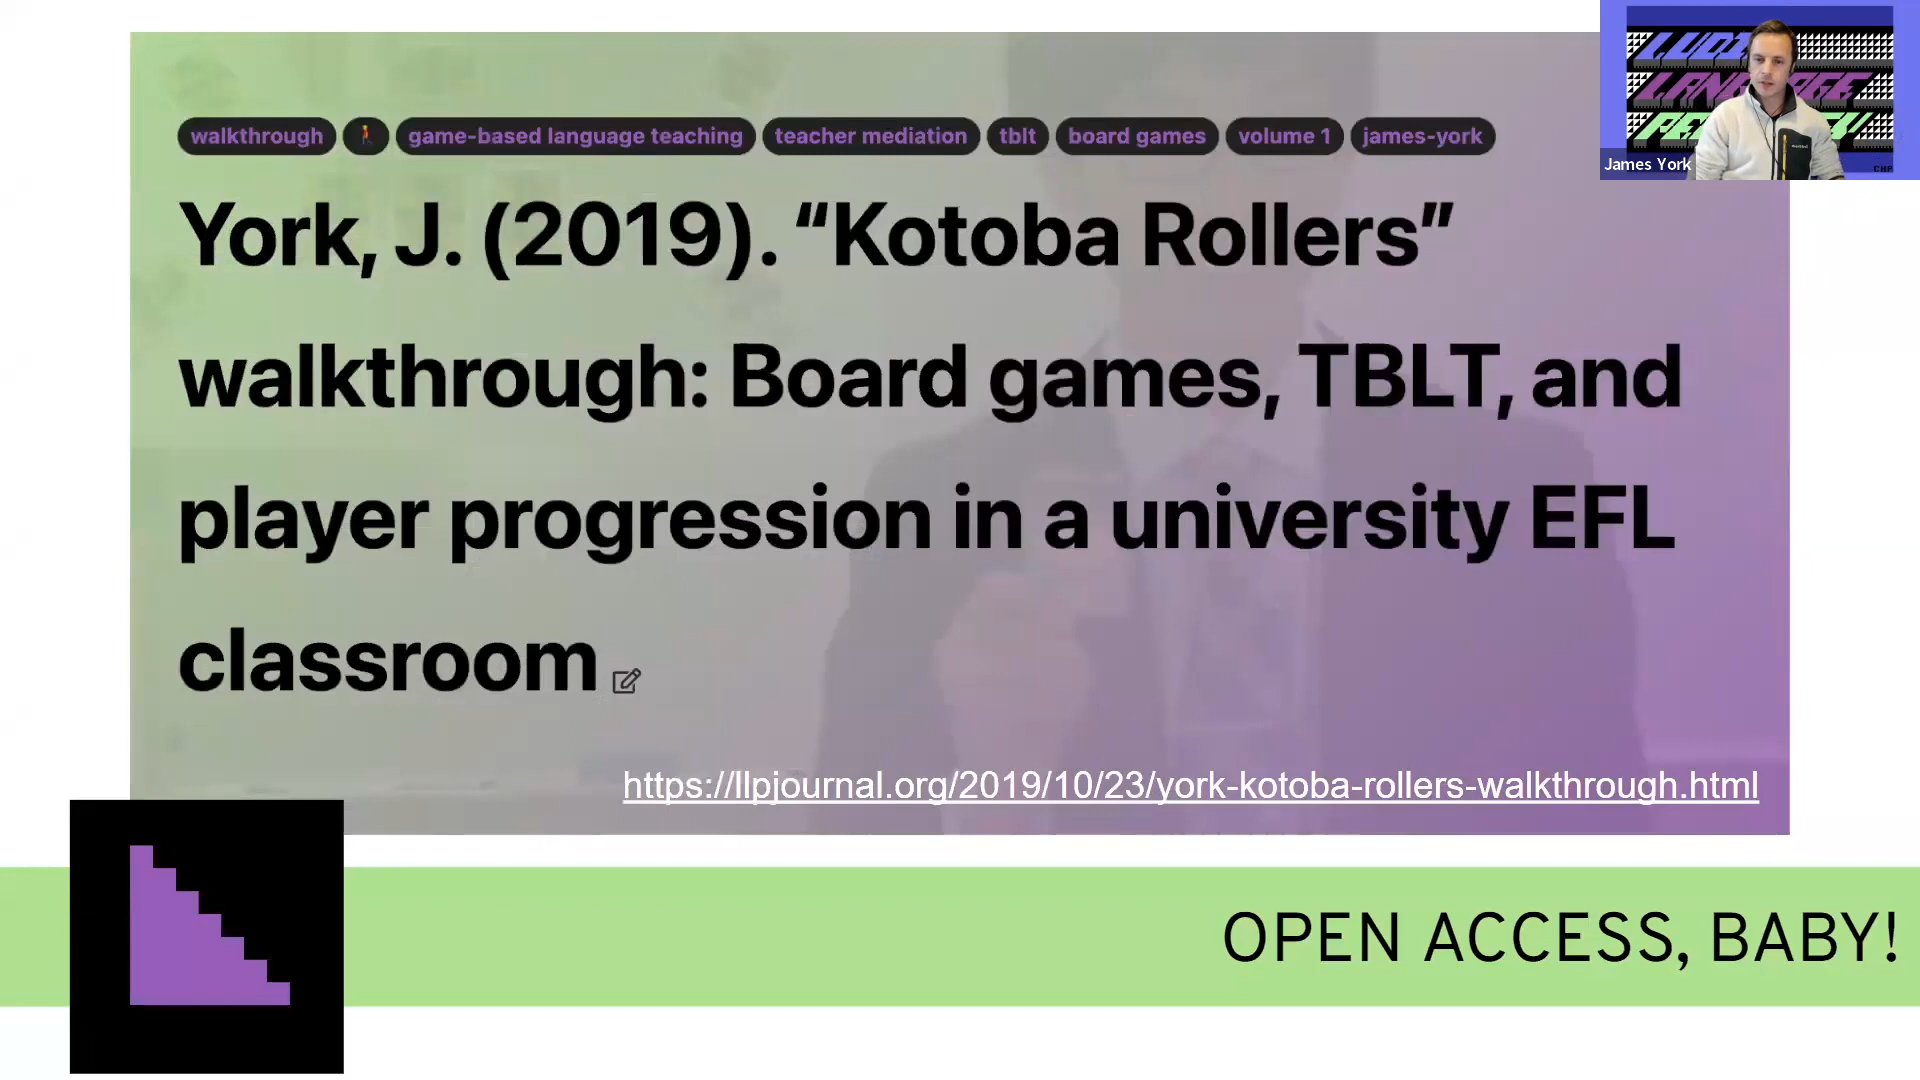 LUDIC
LANGUAGE
James York
walkthrough game-based language teaching teacher mediation tblt board games volume 1 james-york
York, J. (2019). “Kotoba Rollers”
walkthrough: Board games, TBLT, and
player progression in a university EFL
classroom
https://llpjournal.org/2019/10/23/york-kotoba-rollers-walkthrough.html
OPEN ACCESS, BABY!